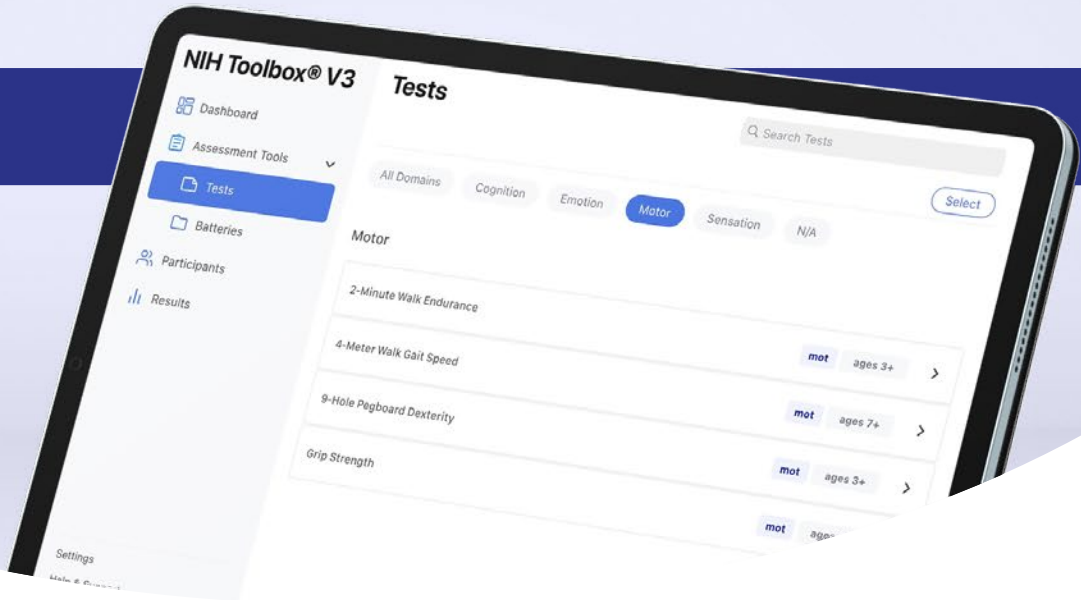 NIH Toolbox® V3
Dashboard
Assessment Tools
Tests
Batteries
Participants
Results
Settings
Tests
Search Tests
Select
All Domains
Cognition
Emotion
Motor
Sensation
N/A
Motor
2-Minute Walk Endurance
mot ages 3+
4-Meter Walk Gait Speed
mot ages 7+
9-Hole Pegboard Dexterity
mot ages 3+
Grip Strength
mot